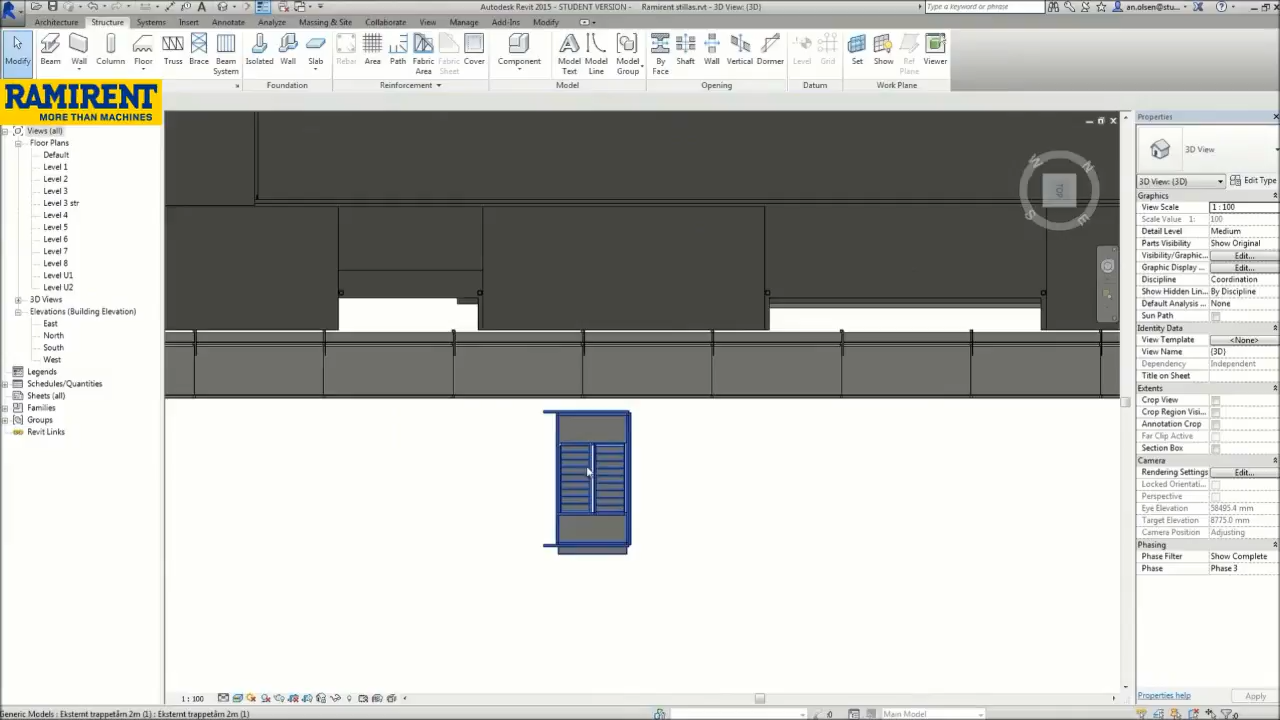 Autodesk Revit 2015 - STUDENT VERSION - Ramirent stillas.rvt - 3D View: {3D}
Type a keyword or phrase
an.olsen@stu...
Architecture Structure Systems Insert Annotate Analyze Massing & Site Collaborate View Manage Add-Ins Modify
Modify Beam Wall Column Floor Truss Brace Beam System Isolated Wall Slab Rebar Area Path Fabric Area Fabric Sheet Cover Component Model Text Model Line Model Group By Face Shaft Wall Vertical Dormer Level Grid Set Show Ref Plane Viewer
Foundation Reinforcement Model Opening Datum Work Plane
RAMIRENT
MORE THAN MACHINES
Views (all)
Floor Plans
Default
Level 1
Level 2
Level 3
Level 3 str
Level 4
Level 5
Level 6
Level 7
Level 8
Level U1
Level U2
3D Views
Elevations (Building Elevation)
East
North
South
West
Legends
Schedules/Quantities
Sheets (all)
Families
Groups
Revit Links
TOP
W N S E
Properties
3D View
3D View: {3D} Edit Type
Graphics
View Scale 1 : 100
Scale Value 1: 100
Detail Level Medium
Parts Visibility Show Original
Visibility/Graphic... Edit...
Graphic Display ... Edit...
Discipline Coordination
Show Hidden Lin... By Discipline
Default Analysis ... None
Sun Path
Identity Data
View Template <None>
View Name {3D}
Dependency Independent
Title on Sheet
Extents
Crop View
Crop Region Visi...
Annotation Crop
Far Clip Active
Section Box
Camera
Rendering Settings Edit...
Locked Orientati...
Perspective
Eye Elevation 58495.4 mm
Target Elevation 8775.0 mm
Camera Position Adjusting
Phasing
Phase Filter Show Complete
Phase Phase 3
Properties help Apply
1 : 100
Generic Models : Eksternt trappetårn 2m (1) : Eksternt trappetårn 2m (1)
:0
Main Model